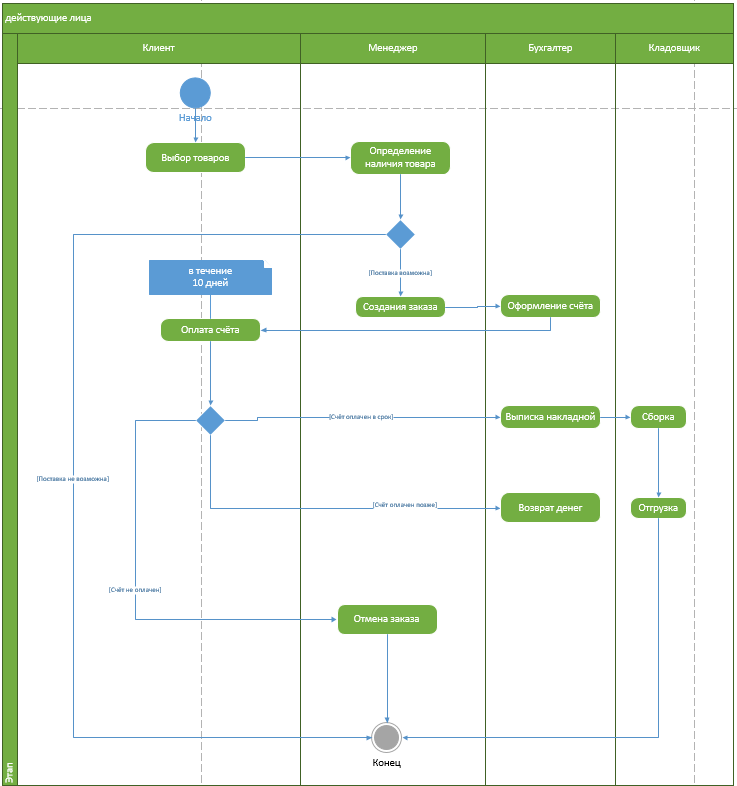 действующие лица
Клиент
Менеджер
Бухгалтер
Кладовщик
Начало
Выбор товаров
Определение
наличия товара
[Поставка возможна]
в течение
10 дней
Создания заказа
Оформление счёта
Оплата счёта
[Счёт оплачен в срок]
Выписка накладной
Сборка
[Поставка не возможна]
[Счёт оплачен позже]
Возврат денег
Отгрузка
[Счёт не оплачен]
Отмена заказа
Конец
Этап